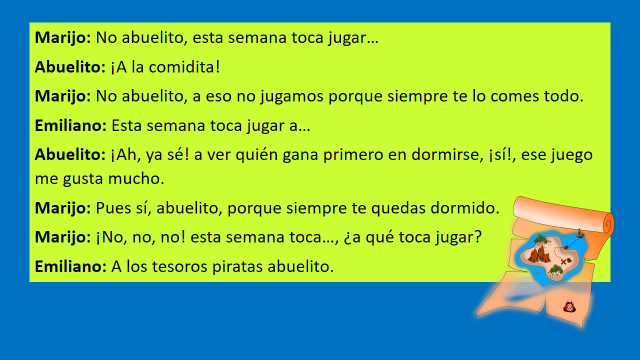 Marijo: No abuelito, esta semana toca jugar…
Abuelito: ¡A la comidita!
Marijo: No abuelito, a eso no jugamos porque siempre te lo comes todo.
Emiliano: Esta semana toca jugar a…
Abuelito: ¡Ah, ya sé! a ver quién gana primero en dormirse, ¡sí!, ese juego
me gusta mucho.
Marijo: Pues sí, abuelito, porque siempre te quedas dormido.
Marijo: ¡No, no, no! esta semana toca…, ¿a qué toca jugar?
Emiliano: A los tesoros piratas abuelito.